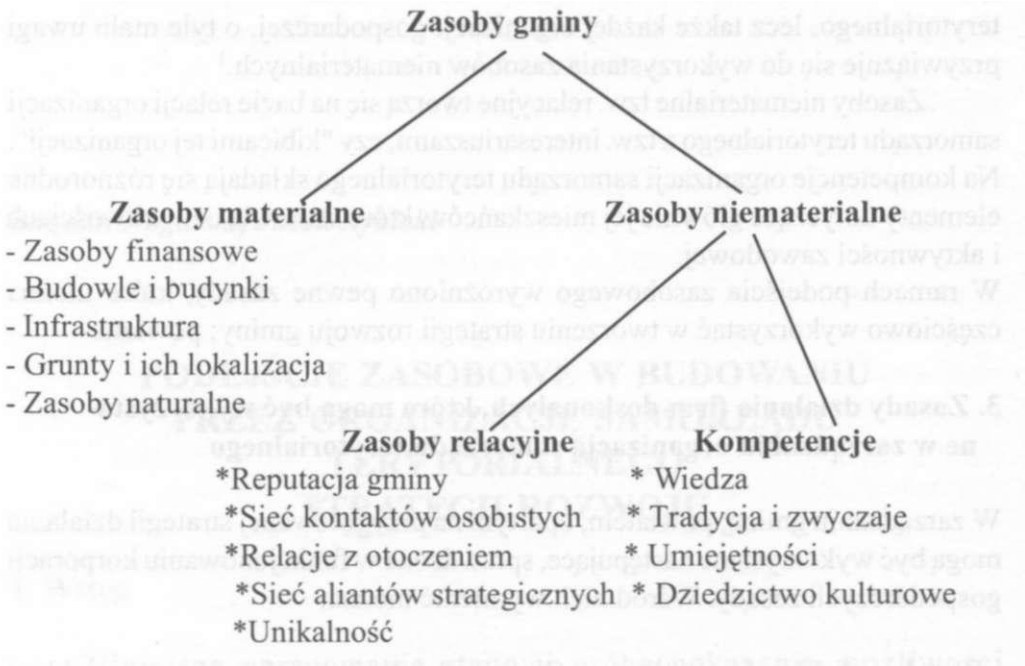 Zasoby gminy
Zasoby materialne
- Zasoby finansowe
- Budowle i budynki
- Infrastruktura
- Grunty i ich lokalizacja
- Zasoby naturalne
Zasoby niematerialne
Zasoby relacyjne
*Reputacja gminy
*Sieć kontaktów osobistych
*Relacje z otoczeniem
*Sieć aliantów strategicznych
*Unikalność
Kompetencje
* Wiedza
* Tradycja i zwyczaje
* Umiejętności
*Dziedzictwo kulturowe